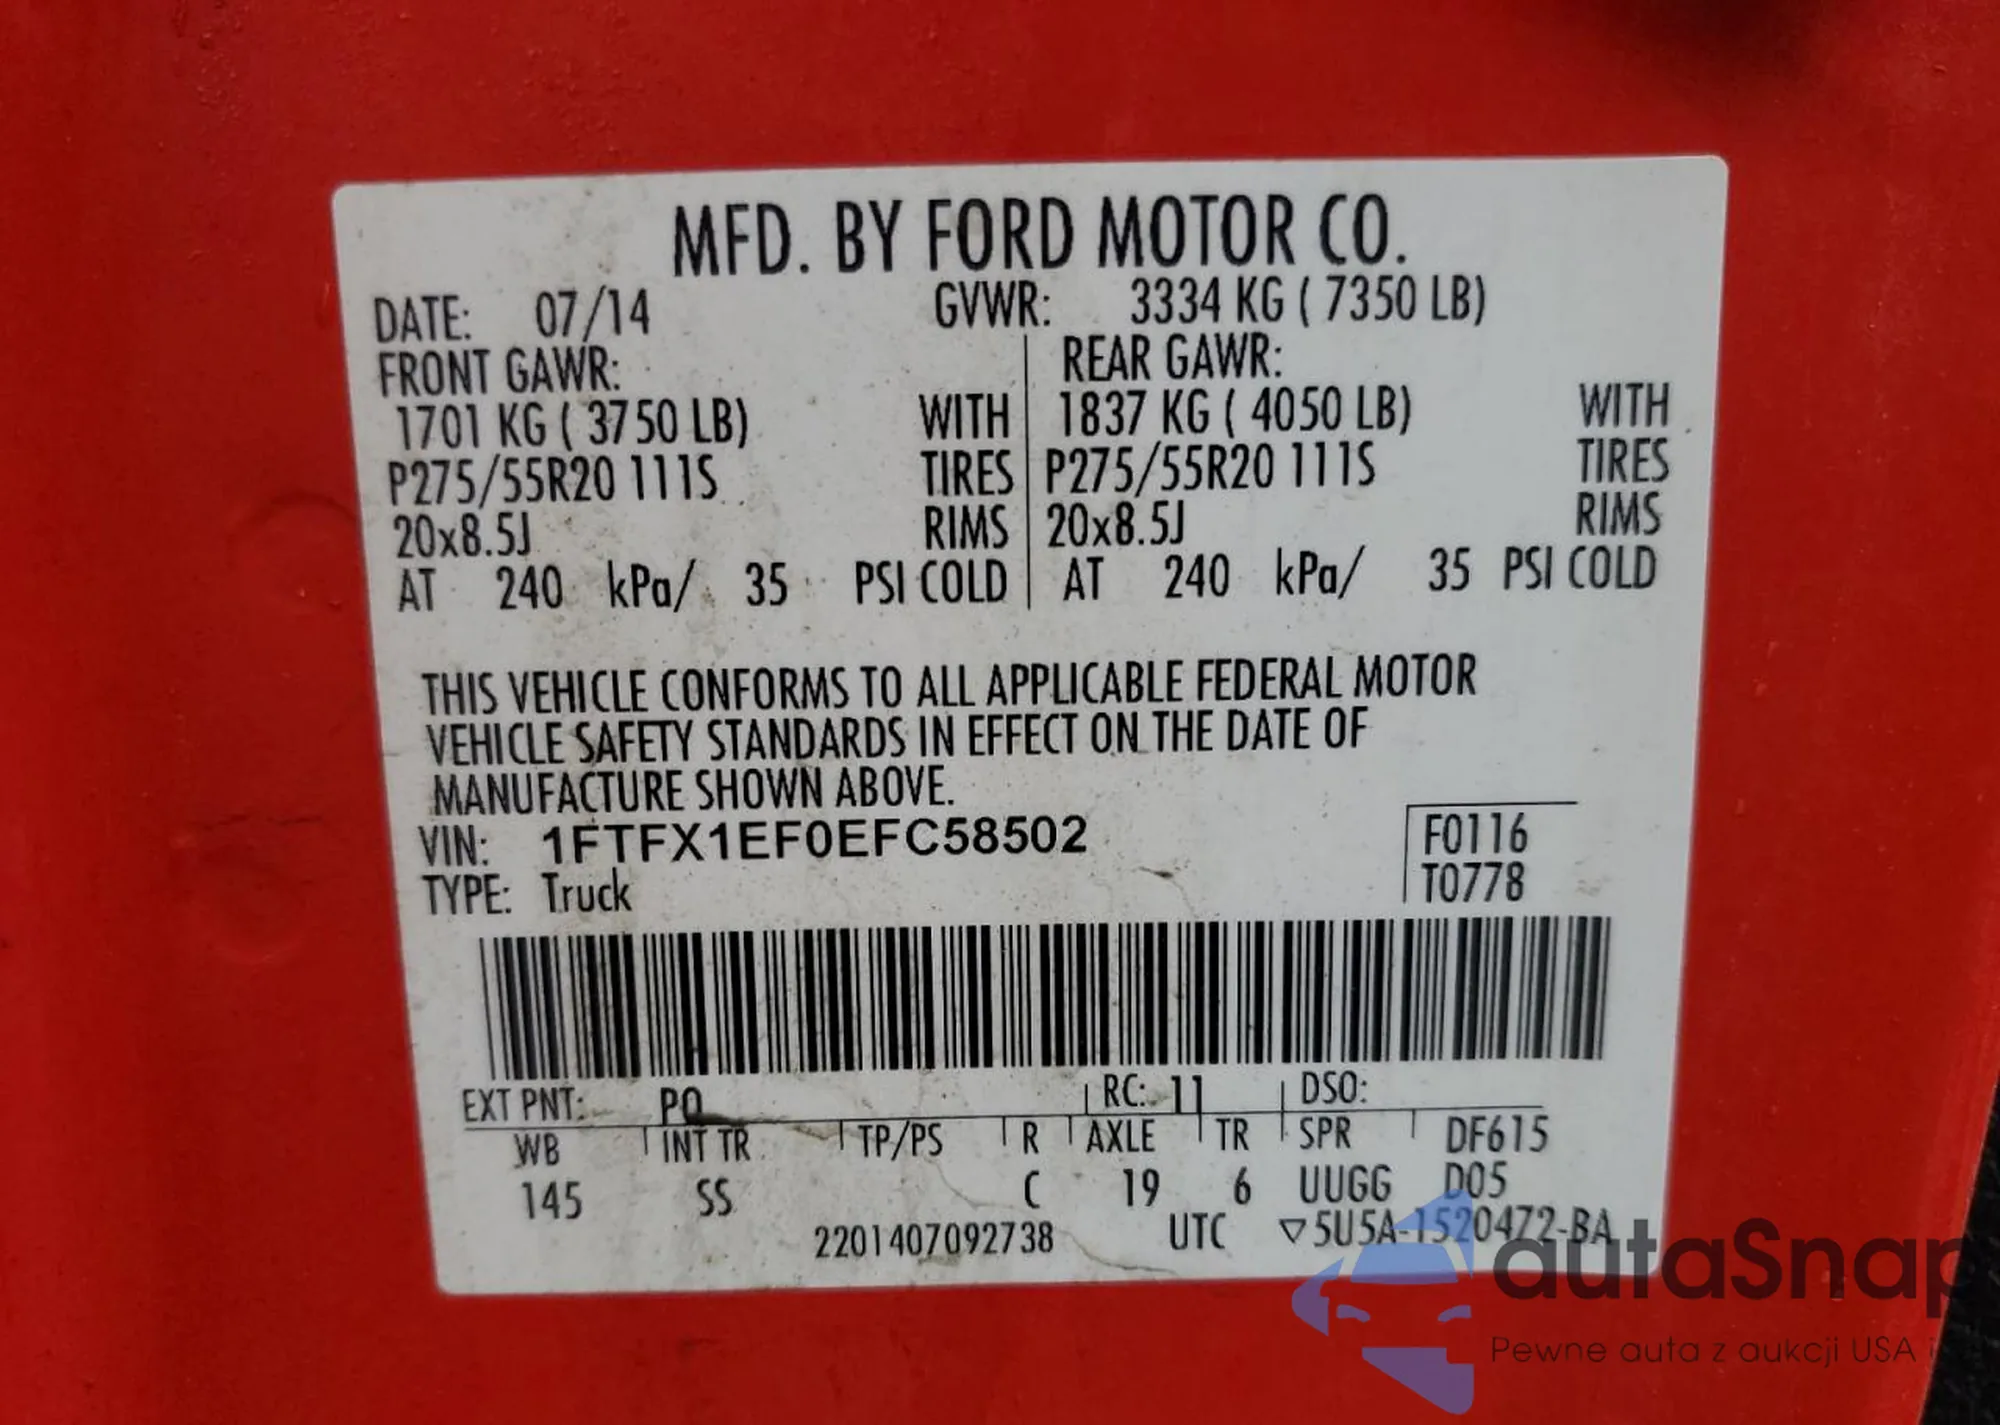 MFD. BY FORD MOTOR CO.
DATE: 07/14 GVWR: 3334 KG ( 7350 LB)
FRONT GAWR: REAR GAWR:
1701 KG ( 3750 LB) WITH 1837 KG ( 4050 LB) WITH
P275/55R20 111S TIRES P275/55R20 111S TIRES
20x8.5J RIMS 20x8.5J RIMS
AT 240 kPa/ 35 PSI COLD AT 240 kPa/ 35 PSI COLD
THIS VEHICLE CONFORMS TO ALL APPLICABLE FEDERAL MOTOR
VEHICLE SAFETY STANDARDS IN EFFECT ON THE DATE OF
MANUFACTURE SHOWN ABOVE.
VIN: 1FTFX1EF0EFC58502 F0116
TYPE: Truck T0778
EXT PNT: PQ RC: 11 DSO:
WB INT TR TP/PS R AXLE TR SPR DF615
145 SS C 19 6 UUGG D05
2201407092738 UTC ▽5U5A-1520472-BA
autaSnap
Pewne auta z aukcji USA i